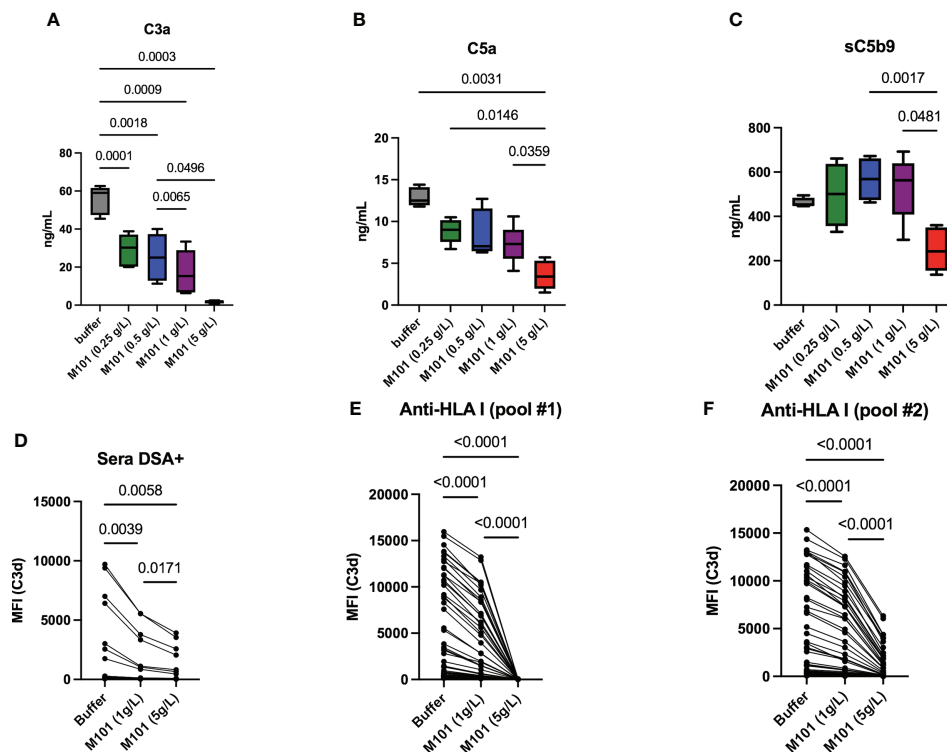 A
C3a
0.0003
0.0009
0.0018
0.0001
0.0496
0.0065
80
60
40
20
0
ng/mL
buffer
M101 (0.25 g/L)
M101 (0.5 g/L)
M101 (1 g/L)
M101 (5 g/L)
B
C5a
0.0031
0.0146
0.0359
20
15
10
5
0
ng/mL
buffer
M101 (0.25 g/L)
M101 (0.5 g/L)
M101 (1 g/L)
M101 (5 g/L)
C
sC5b9
0.0017
0.0481
800
600
400
200
0
ng/mL
buffer
M101 (0.25 g/L)
M101 (0.5 g/L)
M101 (1 g/L)
M101 (5 g/L)
D
Sera DSA+
0.0058
0.0039
0.0171
15000
10000
5000
0
MFI (C3d)
Buffer
M101 (1g/L)
M101 (5g/L)
E
Anti-HLA I (pool #1)
<0.0001
<0.0001
<0.0001
20000
15000
10000
5000
0
MFI (C3d)
Buffer
M101 (1g/L)
M101 (5g/L)
F
Anti-HLA I (pool #2)
<0.0001
<0.0001
<0.0001
20000
15000
10000
5000
0
MFI (C3d)
Buffer
M101 (1g/L)
M101 (5g/L)